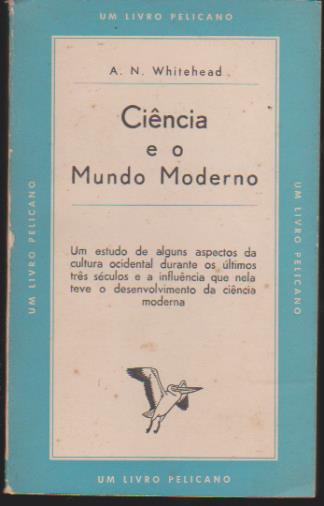 UM LIVRO PELICANO
A. N. Whitehead
Ciência
e o
Mundo Moderno
UM LIVRO PELICANO
UM LIVRO PELICANO
Um estudo de alguns aspectos da
cultura ocidental durante os últimos
três séculos e a influência que nela
teve o desenvolvimento da ciência
moderna
UM LIVRO PELICANO